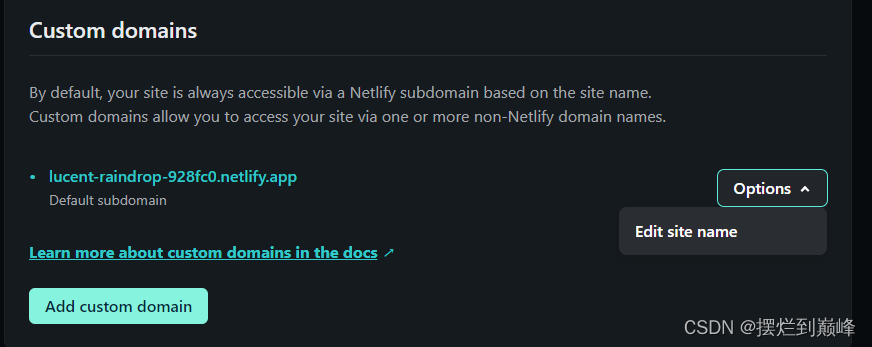 Custom domains
By default, your site is always accessible via a Netlify subdomain based on the site name.
Custom domains allow you to access your site via one or more non-Netlify domain names.
lucent-raindrop-928fc0.netlify.app
Default subdomain
Options
Edit site name
Learn more about custom domains in the docs ↗
Add custom domain
CSDN @摆烂到巅峰